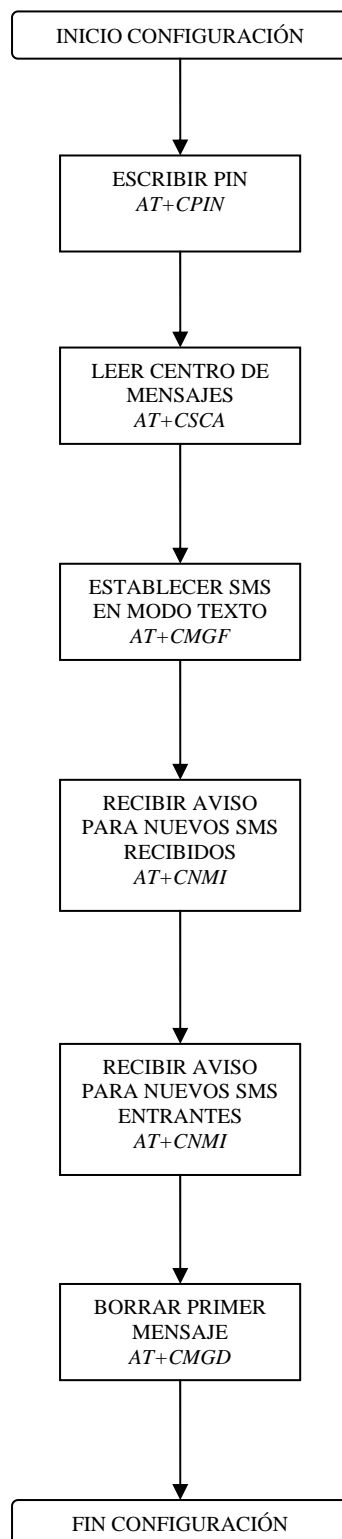 INICIO CONFIGURACIÓN
ESCRIBIR PIN
AT+CPIN
LEER CENTRO DE
MENSAJES
AT+CSCA
ESTABLECER SMS
EN MODO TEXTO
AT+CMGF
RECIBIR AVISO
PARA NUEVOS SMS
RECIBIDOS
AT+CNMI
RECIBIR AVISO
PARA NUEVOS SMS
ENTRANTES
AT+CNMI
BORRAR PRIMER
MENSAJE
AT+CMGD
FIN CONFIGURACIÓN